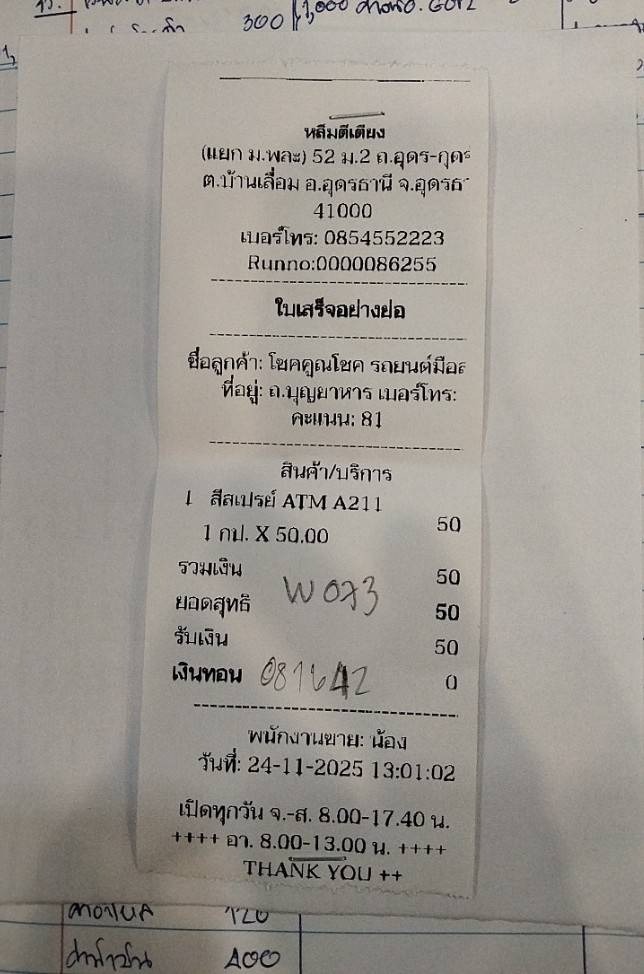 300
หลิมตีเตียง
(แยก ม.พละ) 52 ม.2 ถ.อุดร-กุดร
ต.บ้านเลื่อม อ.อุดรธานี จ.อุดรธ
41000
เบอร์โทร: 0854552223
Runno:0000086255
ใบเสร็จอย่างย่อ
ชื่อลูกค้า: โชคคูณโชค รถยนต์มือส
ที่อยู่: ถ.บุญยาหาร เบอร์โทร:
คะแนน: 81
สินค้า/บริการ
1 สีสเปรย์ ATM A211
1 กป. X 50.00 50
รวมเงิน 50
ยอดสุทธิ 50
W073
รับเงิน 50
เงินทอน 0
081642
พนักงานขาย: น้อง
วันที่: 24-11-2025 13:01:02
เปิดทุกวัน จ.-ส. 8.00-17.40 น.
++++ อา. 8.00-13.00 น. ++++
THANK YOU ++
120
400